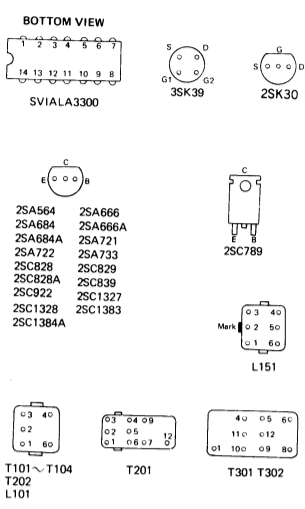 BOTTOM VIEW
1 2 3 4 5 6 7
14 13 12 11 10 9 8
SVIALA3300
S D
G1 G2
3SK39
G
S D
2SK30
C
E B
2SA564 2SA666
2SA684 2SA666A
2SA684A 2SA721
2SA722 2SA733
2SC828 2SC829
2SC828A 2SC839
2SC922 2SC1327
2SC1328 2SC1383
2SC1384A
C
E B
2SC789
3 4
Mark 2 5
1 6
L151
3 4
2
1 6
T101~T104
T202
L101
3 4 9
2 5
1 6 7 12
T201
4 5 6
11 12
1 10 9 8
T301 T302